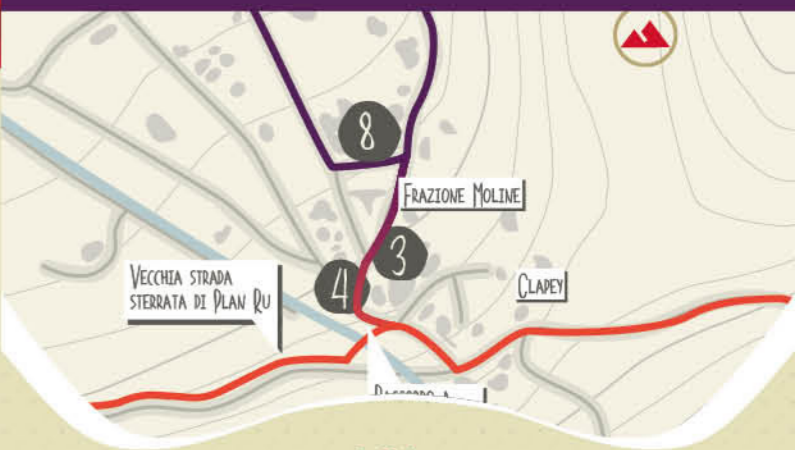 8
FRAZIONE MOLINE
3
4
VECCHIA STRADA
STERRATA DI PLAN RU
CLAPEY